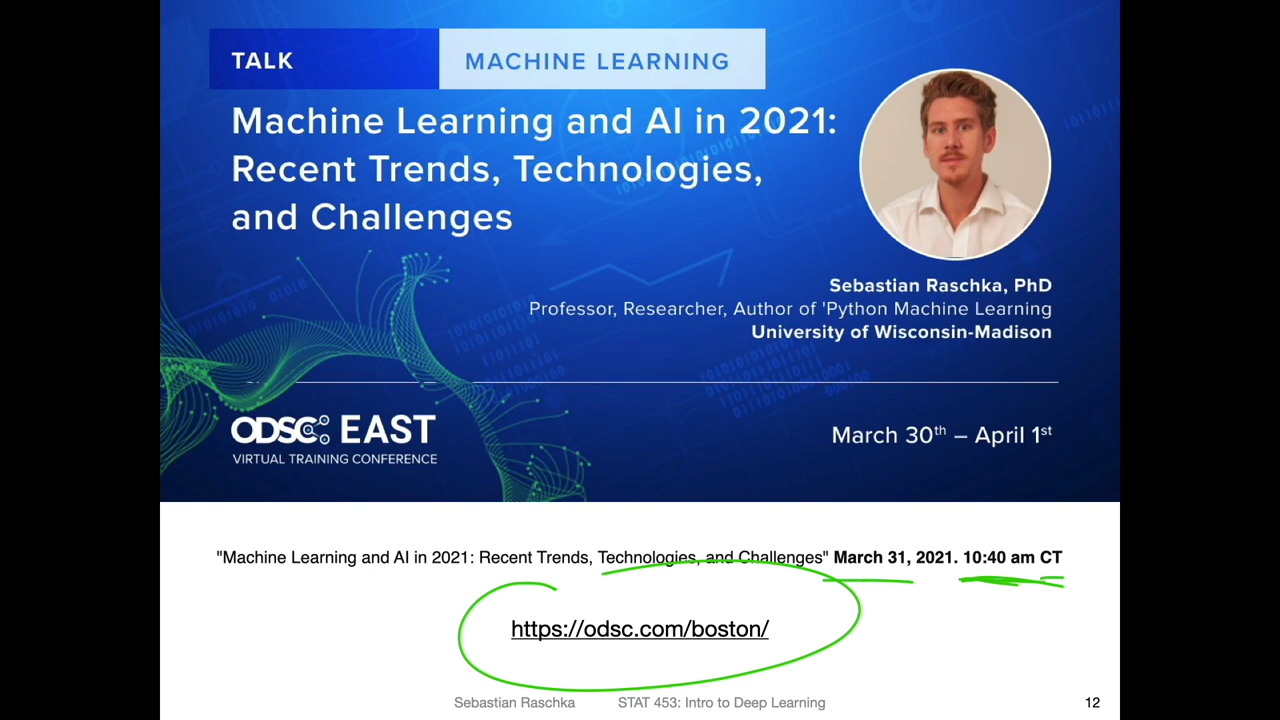 TALK
MACHINE LEARNING
Machine Learning and AI in 2021:
Recent Trends, Technologies,
and Challenges
Sebastian Raschka, PhD
Professor, Researcher, Author of 'Python Machine Learning
University of Wisconsin-Madison
ODSC EAST
VIRTUAL TRAINING CONFERENCE
March 30th – April 1st
"Machine Learning and AI in 2021: Recent Trends, Technologies, and Challenges" March 31, 2021. 10:40 am CT
https://odsc.com/boston/
Sebastian Raschka STAT 453: Intro to Deep Learning 12